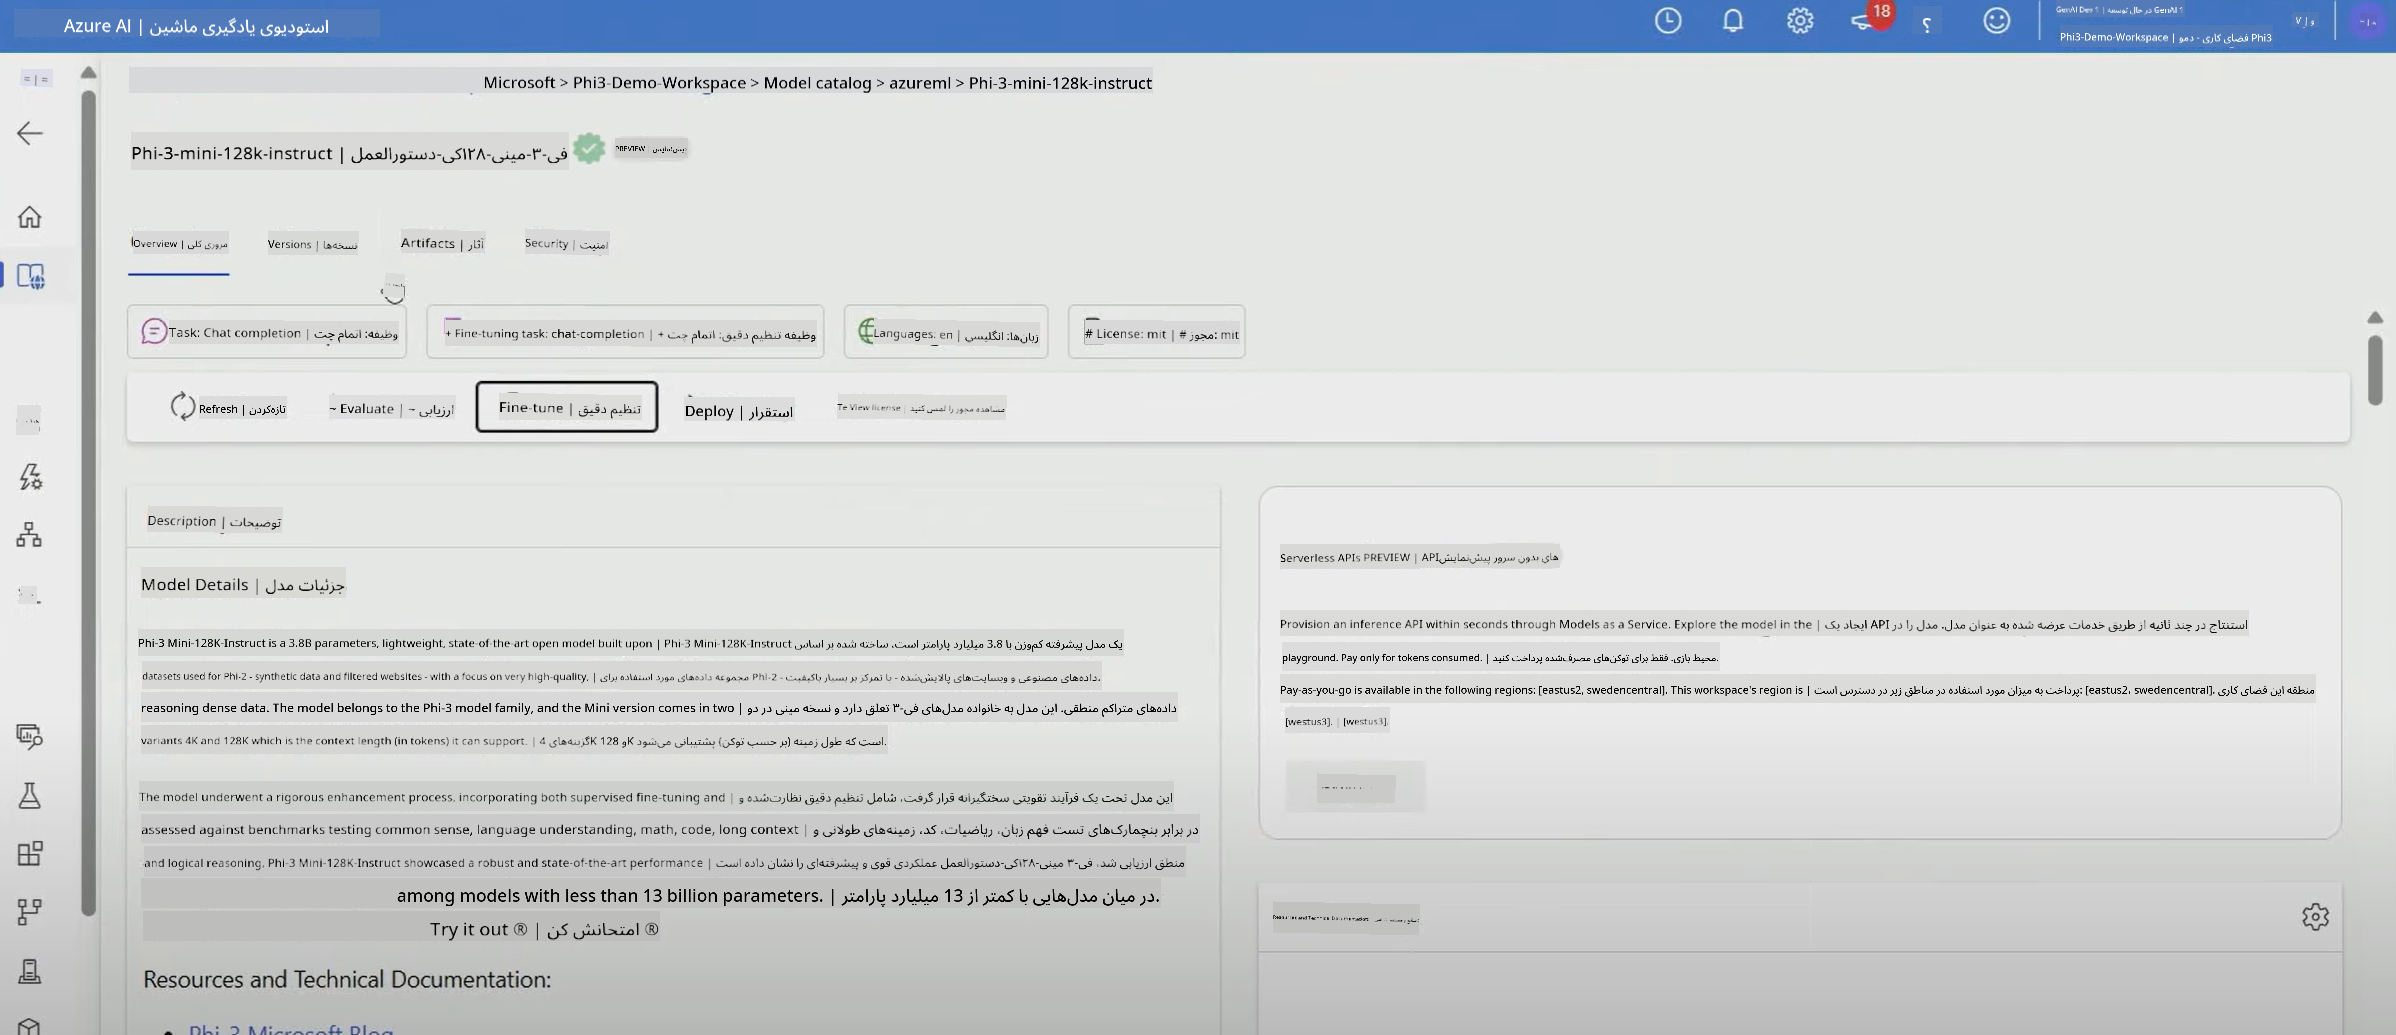 Azure AI | استودیوی یادگیری ماشین
18
؟
GenAI Dev 1 | در حال توسعه GenAI 1
Phi3-Demo-Workspace | فضای کاری - دمو Phi3
Microsoft > Phi3-Demo-Workspace > Model catalog > azureml > Phi-3-mini-128k-instruct
Phi-3-mini-128k-instruct | فی-۳-مینی-۱۲۸کی-دستورالعمل
PREVIEW | پیش‌نمایش
Overview | مروری کلی
Versions | نسخه‌ها
Artifacts | آثار
Security | امنیت
Task: Chat completion | وظیفه: اتمام چت
+ Fine-tuning task: chat-completion | + وظیفه تنظیم دقیق: اتمام چت
Languages: en | زبان‌ها: انگلیسی
# License: mit | # مجوز: mit
Refresh | تازه‌کردن
~ Evaluate | ~ ارزیابی
Fine-tune | تنظیم دقیق
Deploy | استقرار
Te View license | مشاهده مجوز را لمس کنید
Description | توضیحات
Model Details | جزئیات مدل
Phi-3 Mini-128K-Instruct is a 3.8B parameters, lightweight, state-of-the-art open model built upon | Phi-3 Mini-128K-Instruct یک مدل پیشرفته کم‌وزن با 3.8 میلیارد پارامتر است. ساخته شده بر اساس
datasets used for Phi-2 - synthetic data and filtered websites - with a focus on very high-quality, | مجموعه داده‌های مورد استفاده برای Phi-2 - داده‌های مصنوعی و وبسایت‌های پالایش‌شده - با تمرکز بر بسیار باکیفیت.
reasoning dense data. The model belongs to the Phi-3 model family, and the Mini version comes in two | داده‌های متراکم منطقی. این مدل به خانواده مدل‌های فی-۳ تعلق دارد و نسخه مینی در دو
variants 4K and 128K which is the context length (in tokens) it can support. | گزینه‌های 4K و 128K است که طول زمینه (بر حسب توکن) پشتیبانی می‌شود.
The model underwent a rigorous enhancement process, incorporating both supervised fine-tuning and | این مدل تحت یک فرآیند تقویتی سختگیرانه قرار گرفت، شامل تنظیم دقیق نظارت‌شده و
assessed against benchmarks testing common sense, language understanding, math, code, long context | در برابر بنچمارک‌های تست فهم زبان، ریاضیات، کد، زمینه‌های طولانی و
and logical reasoning, Phi-3 Mini-128K-Instruct showcased a robust and state-of-the-art performance | منطق ارزیابی شد، فی-۳ مینی-۱۲۸کی-دستورالعمل عملکردی قوی و پیشرفته‌ای را نشان داده است
among models with less than 13 billion parameters. | در میان مدل‌هایی با کمتر از 13 میلیارد پارامتر.
Try it out ® | امتحانش کن ®
Resources and Technical Documentation:
Phi-3 Microsoft Blog
Serverless APIs PREVIEW | APIهای بدون سرور پیش‌نمایش
Provision an inference API within seconds through Models as a Service. Explore the model in the | ایجاد یک API استنتاج در چند ثانیه از طریق خدمات عرضه شده به عنوان مدل. مدل را در
playground. Pay only for tokens consumed. | محیط بازی. فقط برای توکن‌های مصرف‌شده پرداخت کنید.
Pay-as-you-go is available in the following regions: [eastus2, swedencentral]. This workspace's region is | پرداخت به میزان مورد استفاده در مناطق زیر در دسترس است: [eastus2، swedencentral]. منطقه این فضای کاری
[westus3]. | [westus3].
Resources and Technical Documentation